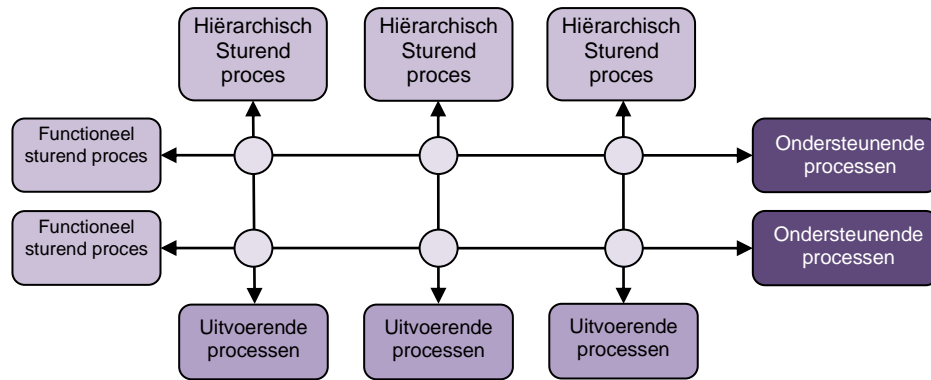 Hiërarchisch
Sturend
proces
Hiërarchisch
Sturend
proces
Hiërarchisch
Sturend
proces
Functioneel
sturend proces
Ondersteunende
processen
Functioneel
sturend proces
Ondersteunende
processen
Uitvoerende
processen
Uitvoerende
processen
Uitvoerende
processen